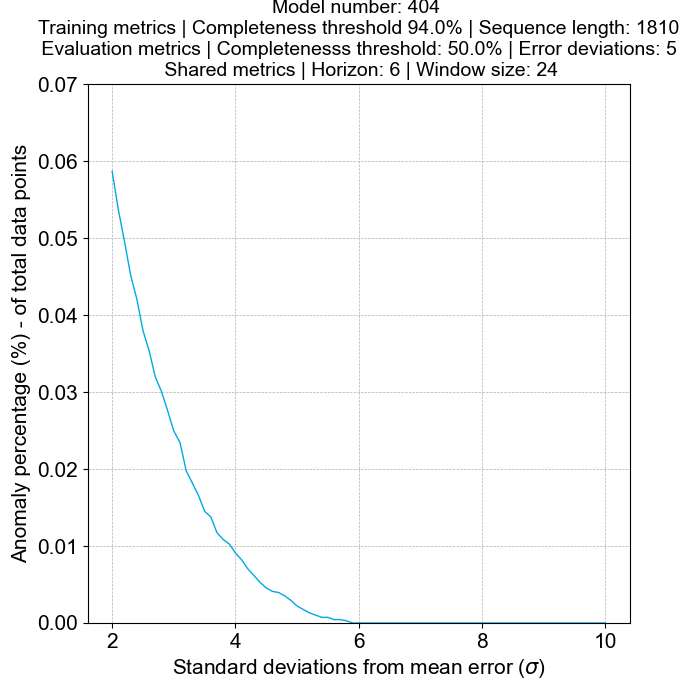 Model number: 404
Training metrics | Completeness threshold 94.0% | Sequence length: 1810
Evaluation metrics | Completenesss threshold: 50.0% | Error deviations: 5
Shared metrics | Horizon: 6 | Window size: 24
0.07
0.06
0.05
0.04
0.03
0.02
0.01
0.00
Anomaly percentage (%) - of total data points
2 4 6 8 10
Standard deviations from mean error (σ)